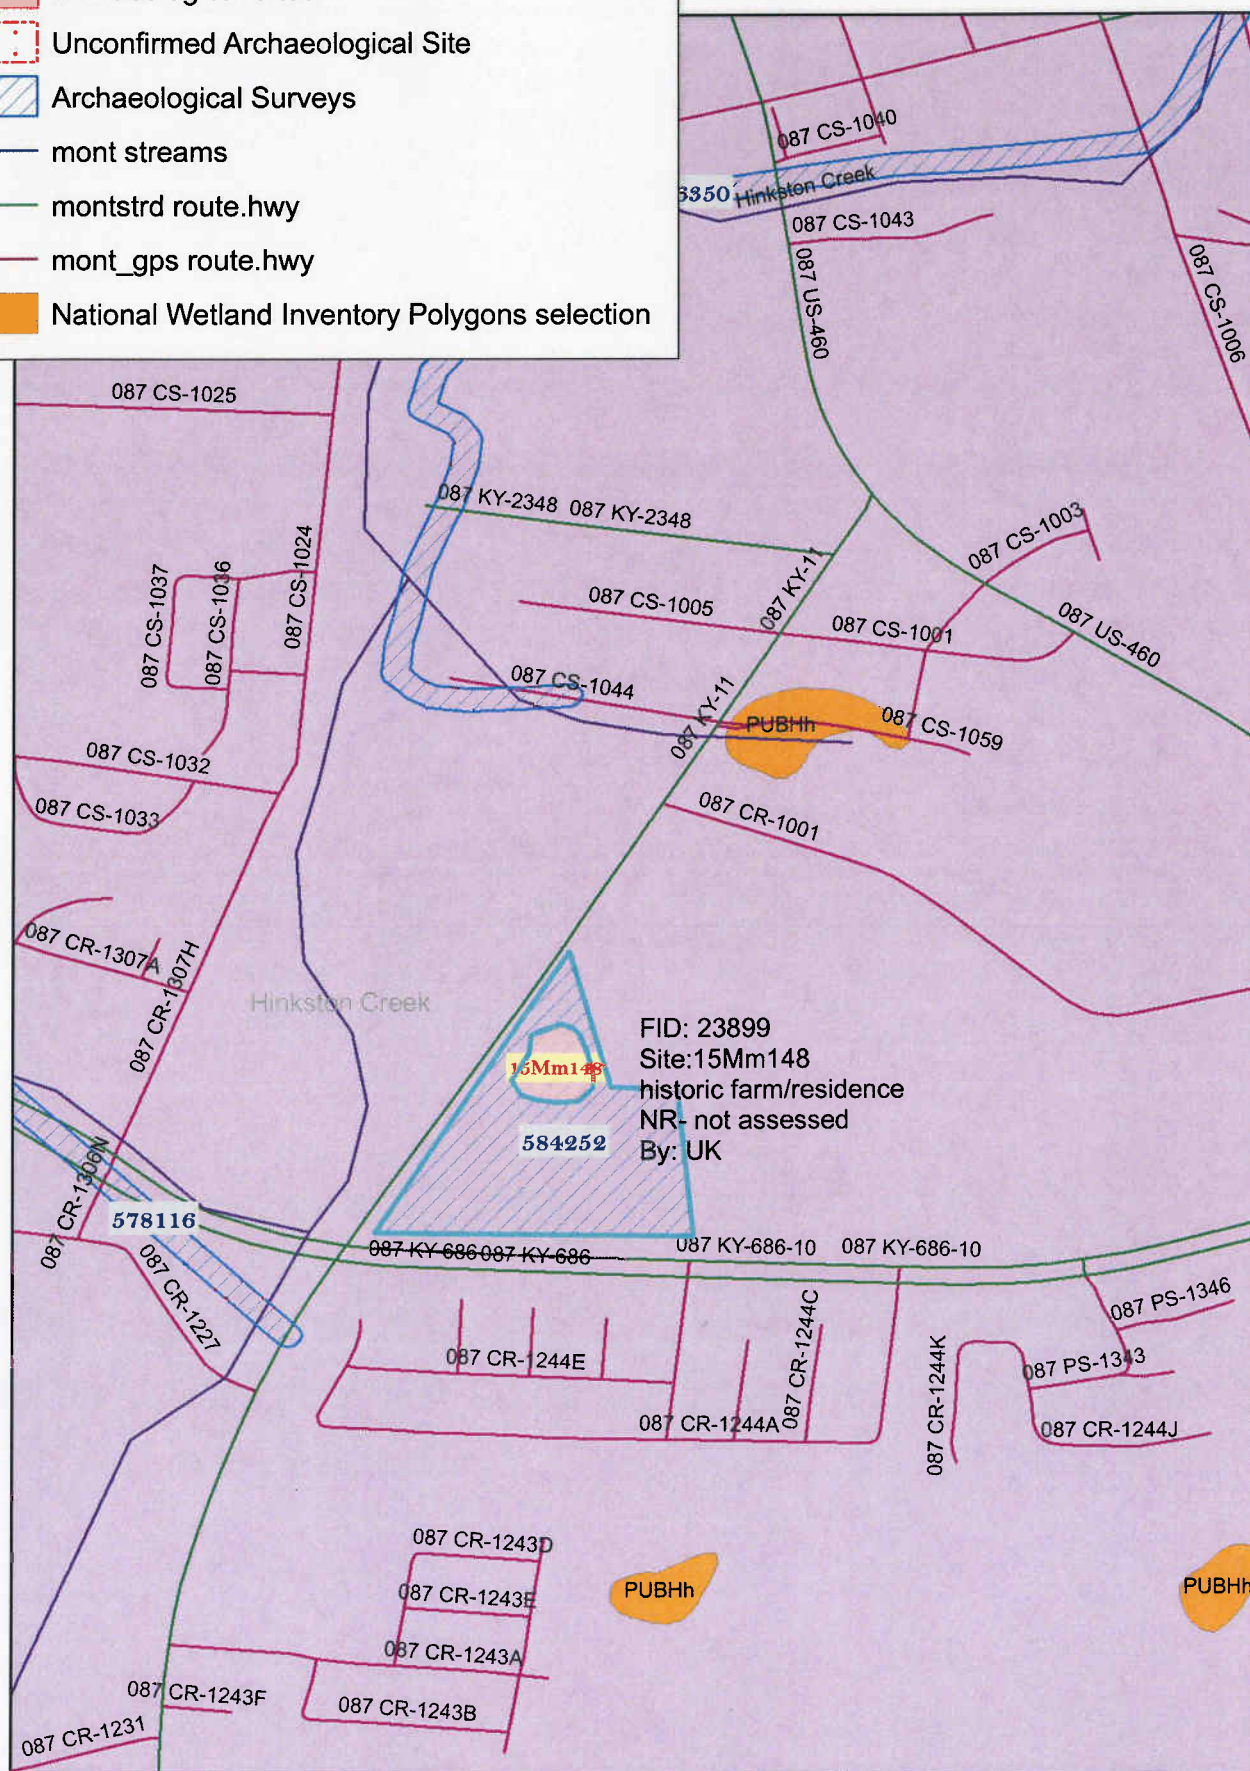 Unconfirmed Archaeological Site
Archaeological Surveys
mont streams
montstrd route.hwy
mont_gps route.hwy
National Wetland Inventory Polygons selection
087 CS-1040
3350
Hinkston Creek
087 CS-1043
087 US-460
087 CS-1006
087 CS-1025
087 KY-2348 087 KY-2348
087 CS-1003
087 CS-1037
087 CS-1036
087 CS-1024
087 CS-1005
087 KY-11
087 CS-1001
087 US-460
087 CS-1044
087 KY-11
PUBHh
087 CS-1059
087 CS-1032
087 CS-1033
087 CR-1001
087 CR-1307A
087 CR-1307H
Hinkston Creek
FID: 23899
Site:15Mm148
historic farm/residence
NR- not assessed
By: UK
15Mm148
584252
087 CR-1306N
578116
087 CR-1227
087 KY-686 087 KY-686
087 KY-686-10 087 KY-686-10
087 PS-1346
087 CR-1244E
087 CR-1244C
087 CR-1244A
087 CR-1244K
087 PS-1343
087 CR-1244J
087 CR-1243D
087 CR-1243E
087 CR-1243A
PUBHh
PUBHh
087 CR-1243F
087 CR-1243B
087 CR-1231